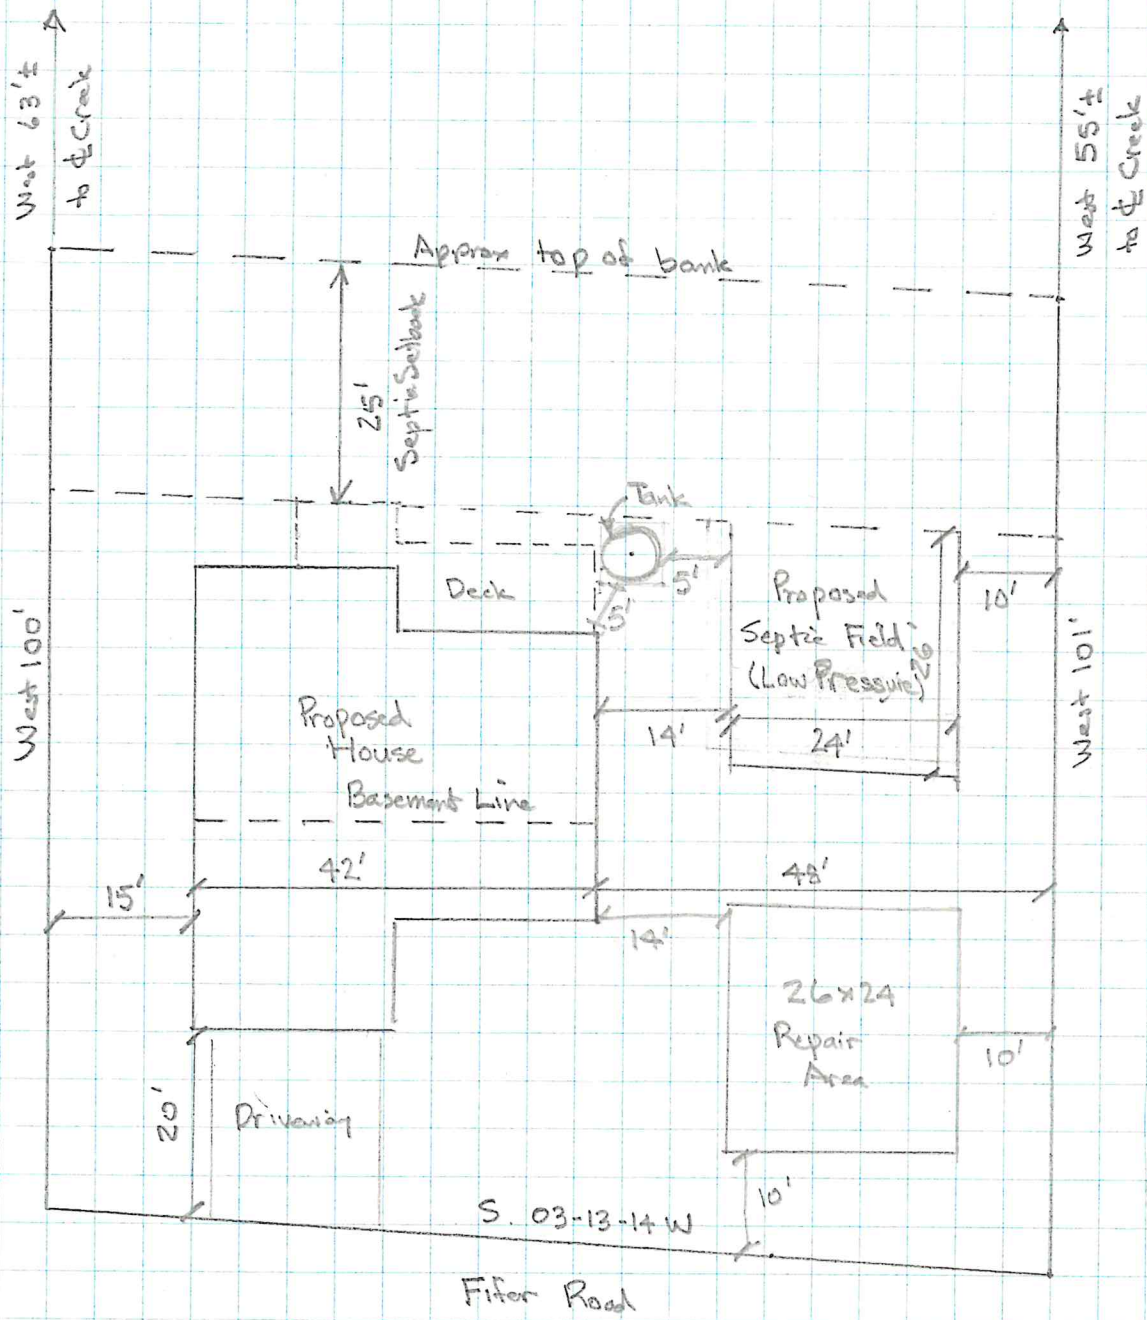 West 63'±
to ℄ Creek
West 55'±
to ℄ Creek
Approx top of bank
25'
Septic Setback
Tank
5'
5'
Deck
Proposed
Septic Field
(Low Pressure)
26'
10'
West 100'
West 101'
Proposed
House
14'
24'
Basement Line
42'
48'
15'
14'
26x24
Repair
Area
10'
20'
Driveway
10'
S. 03-13-14 W
Fifer Road